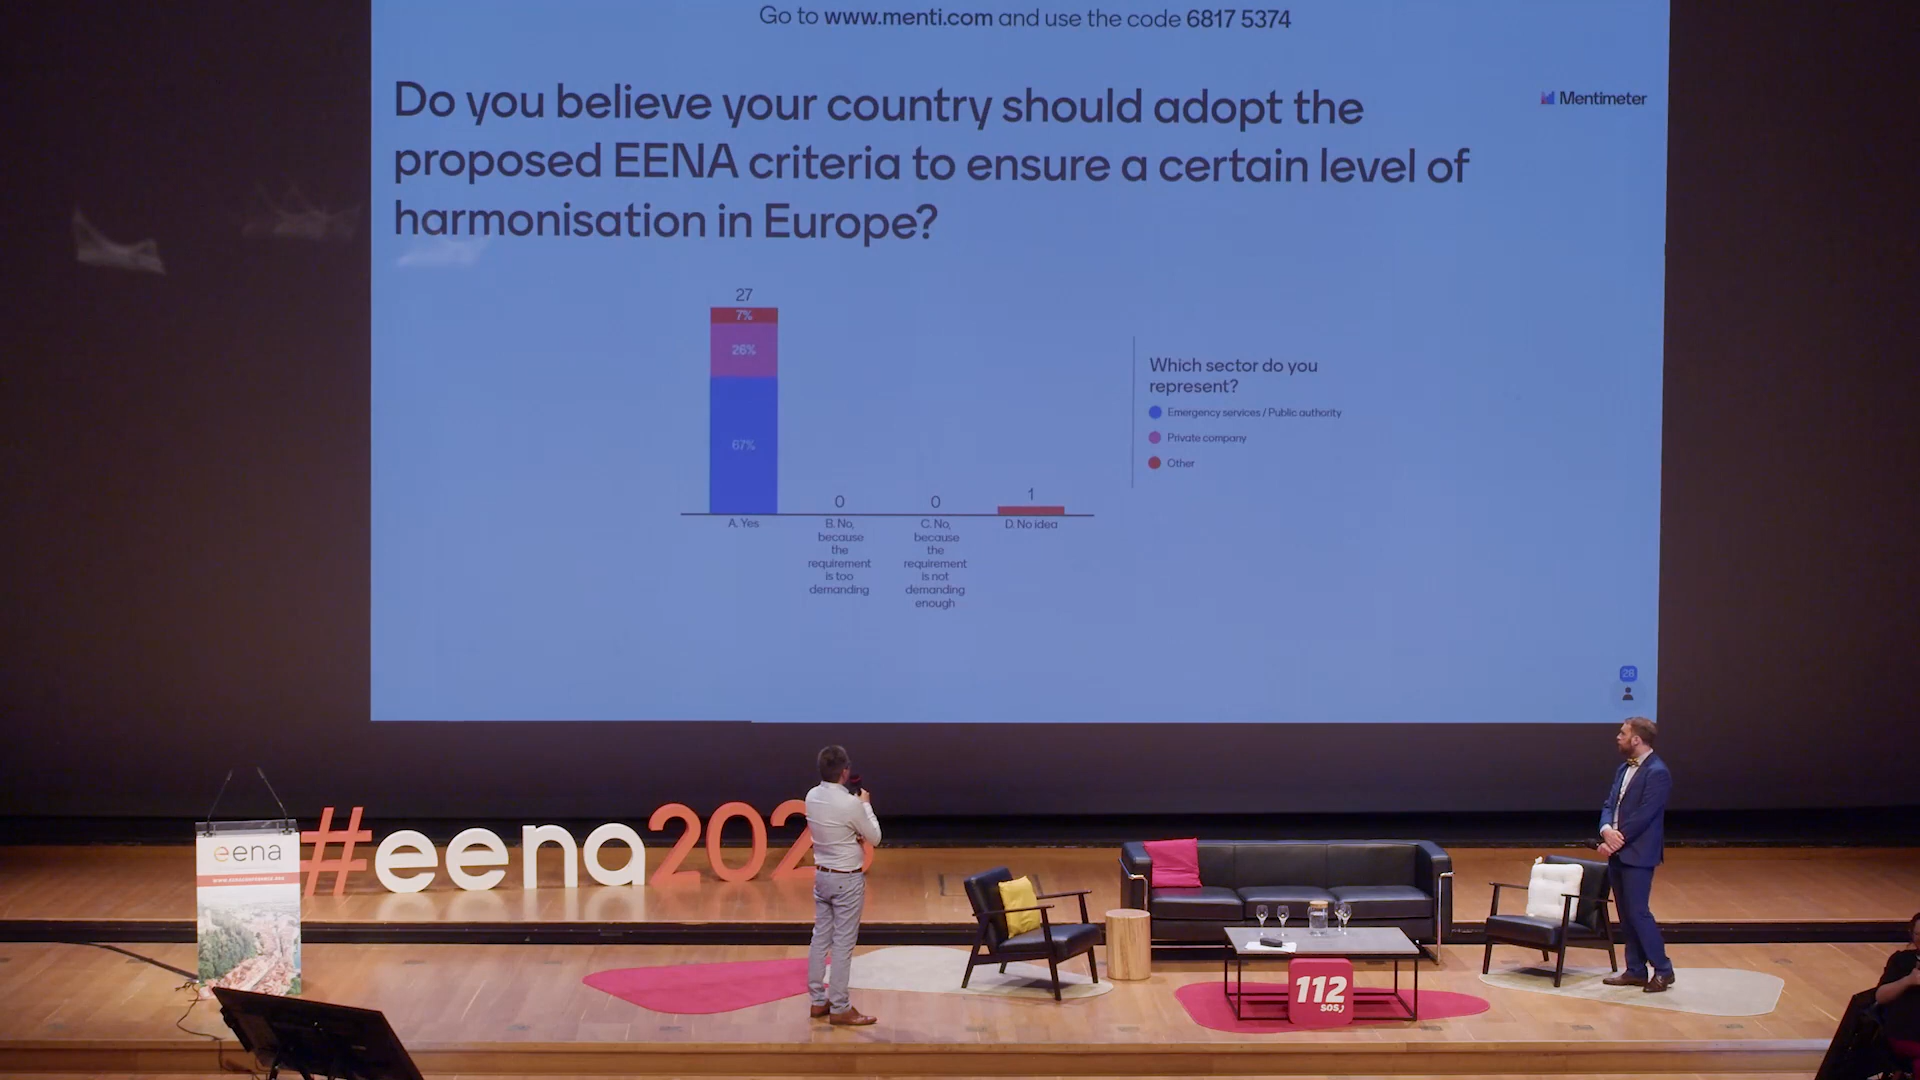 Go to www.menti.com and use the code 6817 5374
Do you believe your country should adopt the
proposed EENA criteria to ensure a certain level of
harmonisation in Europe?
Mentimeter
27
7%
26%
67%
0
0
1
A. Yes
B. No,
because
the
requirement
is too
demanding
C. No,
because
the
requirement
is not
demanding
enough
D. No idea
Which sector do you
represent?
Emergency services / Public authority
Private company
Other
28
eena
#eena202
112
SOS